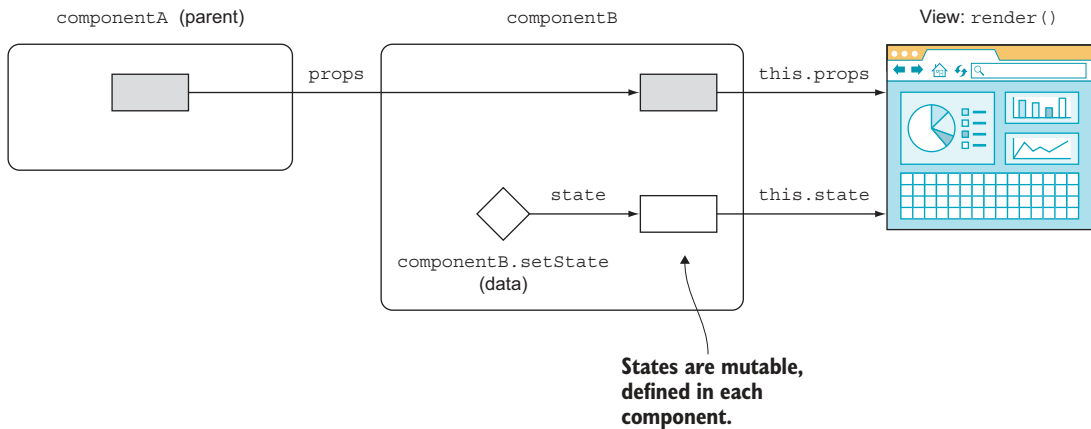 componentA (parent)
componentB
View: render()
props
this.props
state
this.state
componentB.setState
(data)
States are mutable,
defined in each
component.